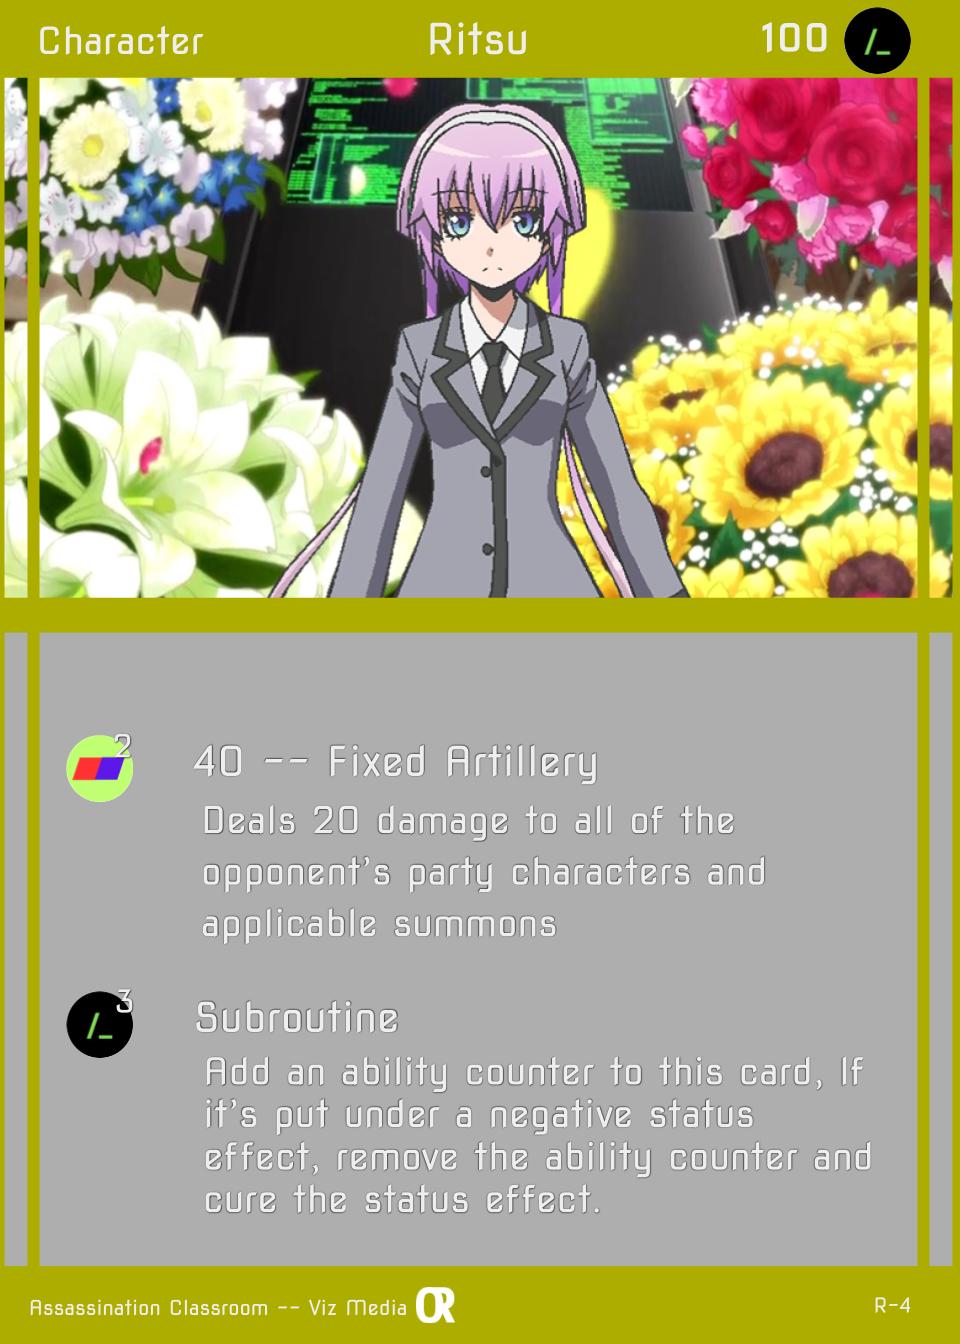 Character Ritsu 100 /_
2
40 -- Fixed Artillery
Deals 20 damage to all of the
opponent's party characters and
applicable summons
3
/_ Subroutine
Add an ability counter to this card, If
it's put under a negative status
effect, remove the ability counter and
cure the status effect.
Assassination Classroom -- Viz Media OR R-4